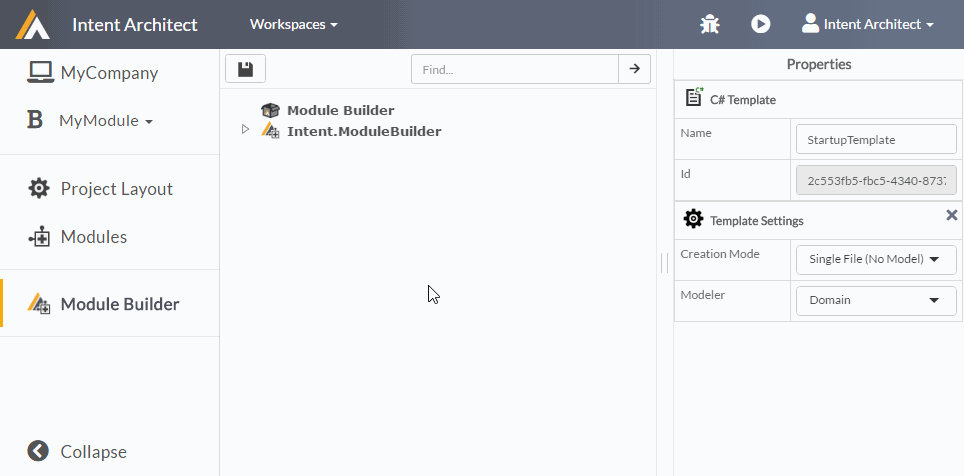 Intent Architect
Workspaces
Intent Architect
MyCompany
MyModule
Project Layout
Modules
Module Builder
Collapse
Find...
Module Builder
Intent.ModuleBuilder
Properties
C# Template
Name
StartupTemplate
Id
2c553fb5-fbc5-4340-8737
Template Settings
Creation Mode
Single File (No Model)
Modeler
Domain